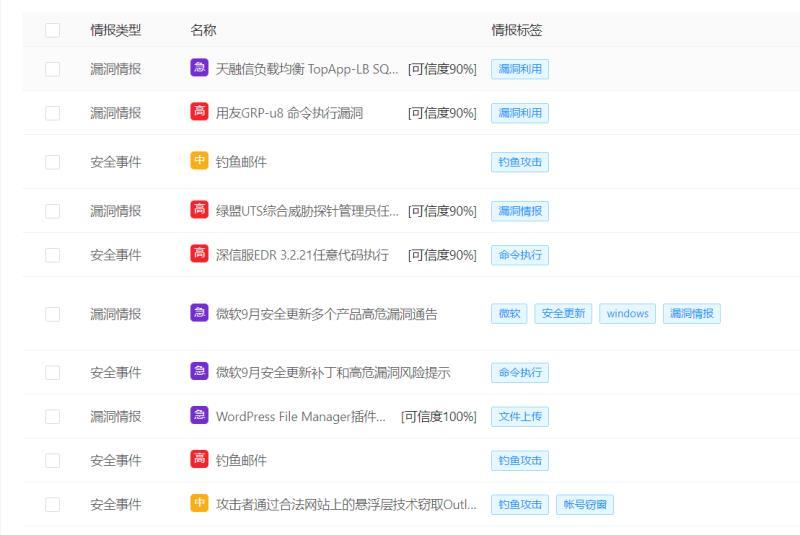 情报类型 名称 情报标签
漏洞情报 急 天融信负载均衡 TopApp-LB SQ... [可信度90%] 漏洞利用
漏洞情报 高 用友GRP-u8 命令执行漏洞 [可信度90%] 漏洞利用
安全事件 中 钓鱼邮件 钓鱼攻击
漏洞情报 高 绿盟UTS综合威胁探针管理员任... [可信度90%] 漏洞情报
安全事件 高 深信服EDR 3.2.21任意代码执行 [可信度90%] 命令执行
漏洞情报 急 微软9月安全更新多个产品高危漏洞通告 微软 安全更新 windows 漏洞情报
安全事件 急 微软9月安全更新补丁和高危漏洞风险提示 命令执行
漏洞情报 急 WordPress File Manager插件... [可信度100%] 文件上传
安全事件 高 钓鱼邮件 钓鱼攻击
安全事件 中 攻击者通过合法网站上的悬浮层技术窃取Outl... 钓鱼攻击 帐号窃窗